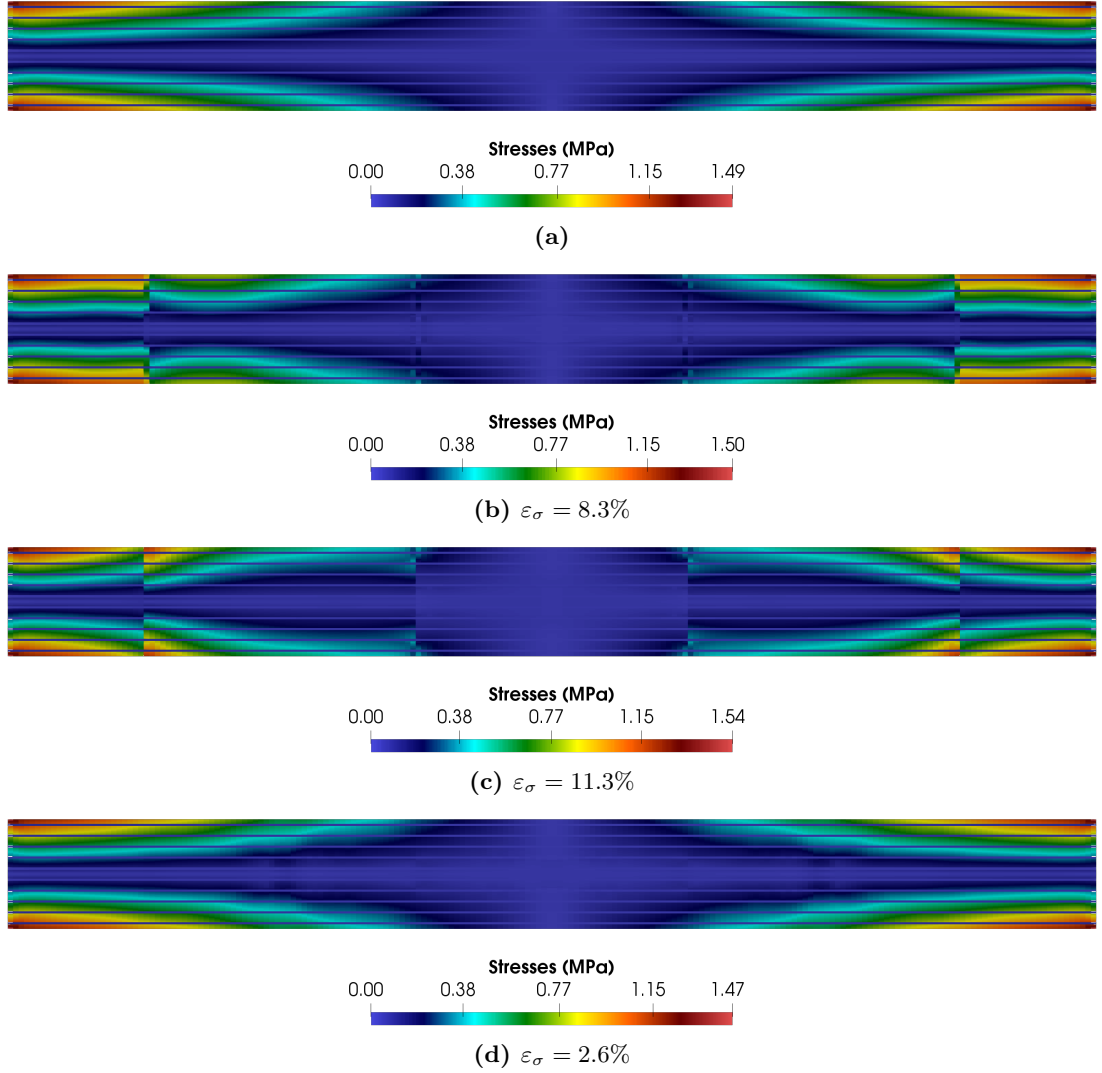 Stresses (MPa)
0.00 0.38 0.77 1.15 1.49
(a)
Stresses (MPa)
0.00 0.38 0.77 1.15 1.50
(b) εσ = 8.3%
Stresses (MPa)
0.00 0.38 0.77 1.15 1.54
(c) εσ = 11.3%
Stresses (MPa)
0.00 0.38 0.77 1.15 1.47
(d) εσ = 2.6%